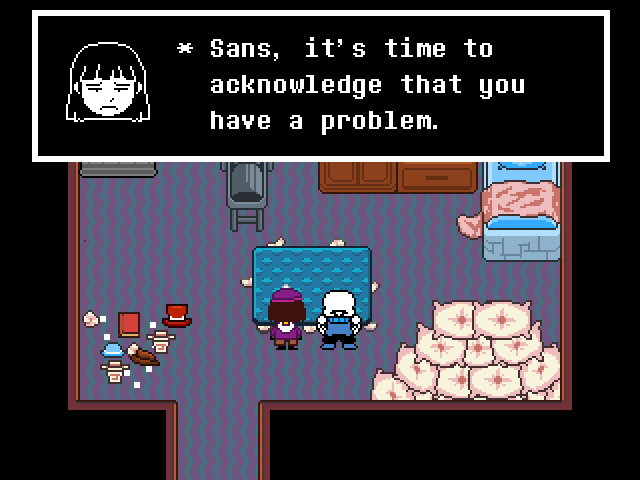 * Sans, it's time to
acknowledge that you
have a problem.